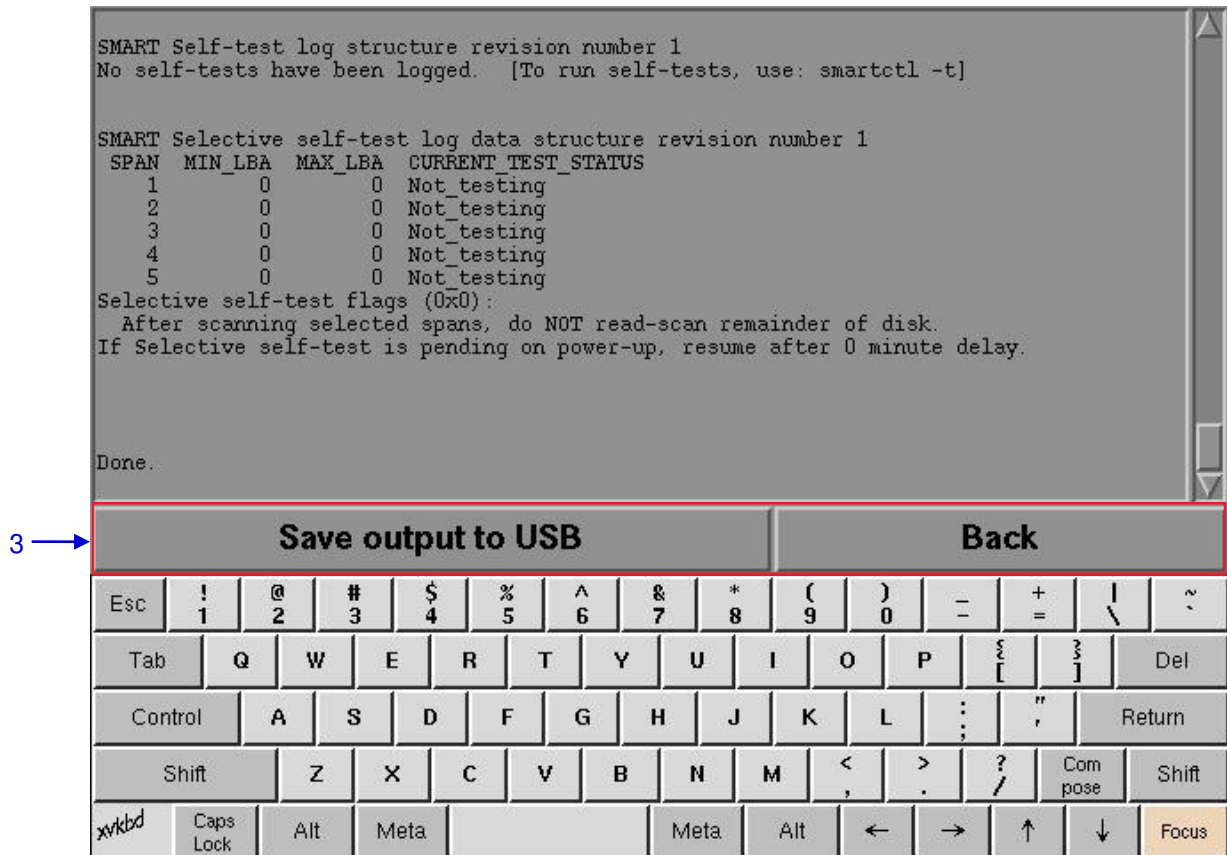 SMART Self-test log structure revision number 1
No self-tests have been logged.  [To run self-tests, use: smartctl -t]
SMART Selective self-test log data structure revision number 1
SPAN  MIN_LBA  MAX_LBA  CURRENT_TEST_STATUS
1        0        0  Not_testing
2        0        0  Not_testing
3        0        0  Not_testing
4        0        0  Not_testing
5        0        0  Not_testing
Selective self-test flags (0x0):
After scanning selected spans, do NOT read-scan remainder of disk.
If Selective self-test is pending on power-up, resume after 0 minute delay.
Done.
3
Save output to USB Back
Esc ! 1 @ 2 # 3 $ 4 % 5 ^ 6 & 7 * 8 ( 9 ) 0 _ - + = | \ ~ `
Tab Q W E R T Y U I O P { [ } ] Del
Control A S D F G H J K L : ; " ' Return
Shift Z X C V B N M < , > . ? / Com pose Shift
xvkbd Caps Lock Alt Meta Meta Alt ← → ↑ ↓ Focus